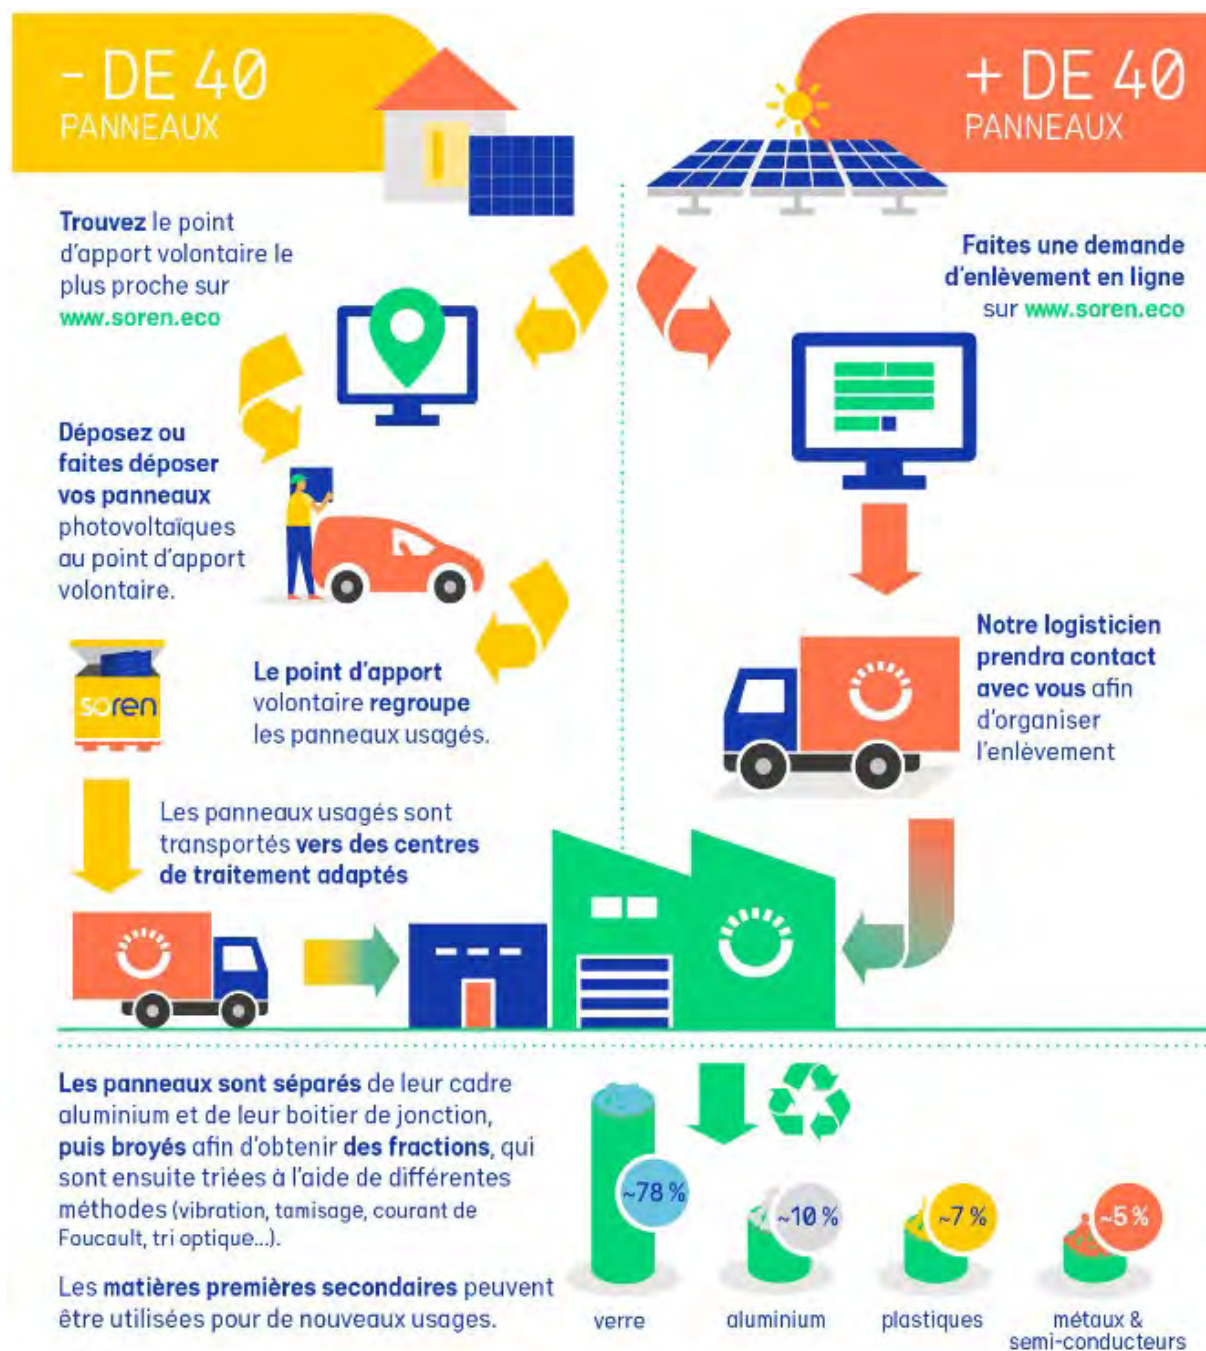 - DE 40
PANNEAUX
Trouvez le point
d'apport volontaire le
plus proche sur
www.soren.eco
Déposez ou
faites déposer
vos panneaux
photovoltaïques
au point d'apport
volontaire.
soren
Le point d'apport
volontaire regroupe
les panneaux usagés.
Les panneaux usagés sont
transportés vers des centres
de traitement adaptés
+ DE 40
PANNEAUX
Faites une demande
d'enlèvement en ligne
sur www.soren.eco
Notre logisticien
prendra contact
avec vous afin
d'organiser
l'enlèvement
Les panneaux sont séparés de leur cadre
aluminium et de leur boitier de jonction,
puis broyés afin d'obtenir des fractions, qui
sont ensuite triées à l'aide de différentes
méthodes (vibration, tamisage, courant de
Foucault, tri optique...).
Les matières premières secondaires peuvent
être utilisées pour de nouveaux usages.
~78 %
verre
~10 %
aluminium
~7 %
plastiques
~5 %
métaux &
semi-conducteurs